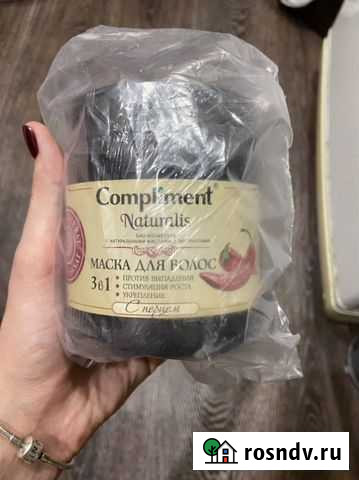 Compliment
Naturalis
МАСКА ДЛЯ ВОЛОС
3в1
• ПРОТИВ ВЫПАДЕНИЯ
• СТИМУЛЯЦИЯ РОСТА
• УКРЕПЛЕНИЕ
С перцем
rosndv.ru